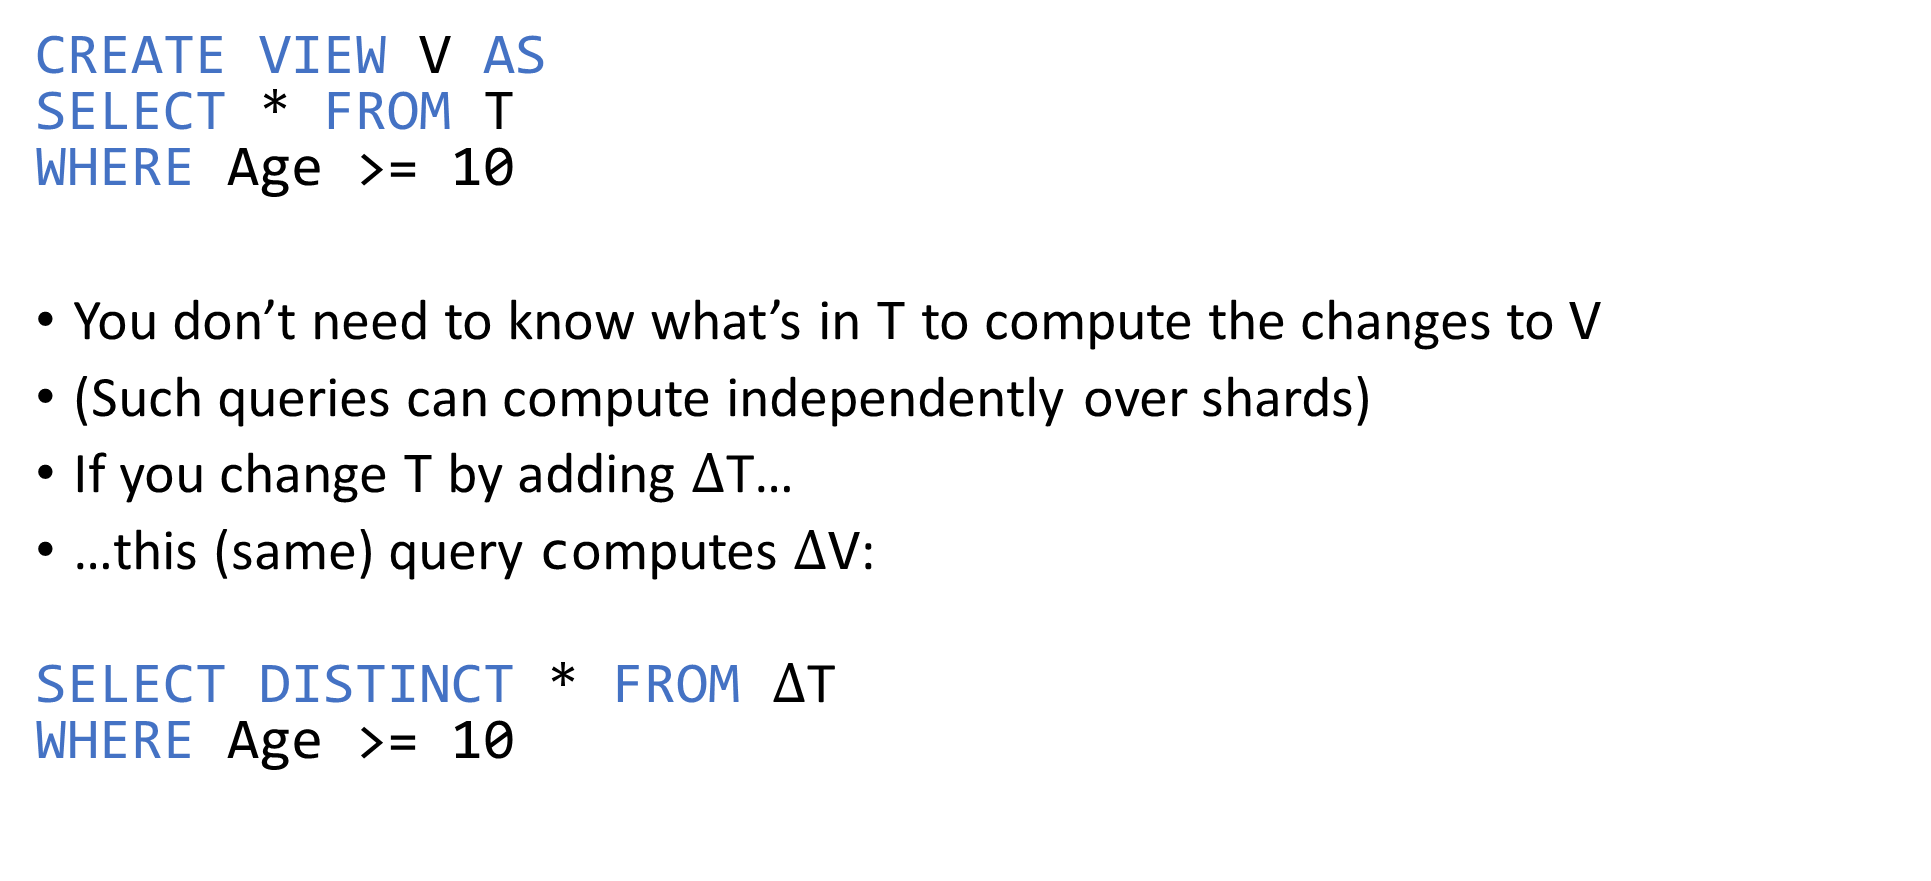 CREATE VIEW V AS
SELECT * FROM T
WHERE Age >= 10
• You don’t need to know what’s in T to compute the changes to V
• (Such queries can compute independently over shards)
• If you change T by adding ΔT…
• …this (same) query computes ΔV:
SELECT DISTINCT * FROM ΔT
WHERE Age >= 10